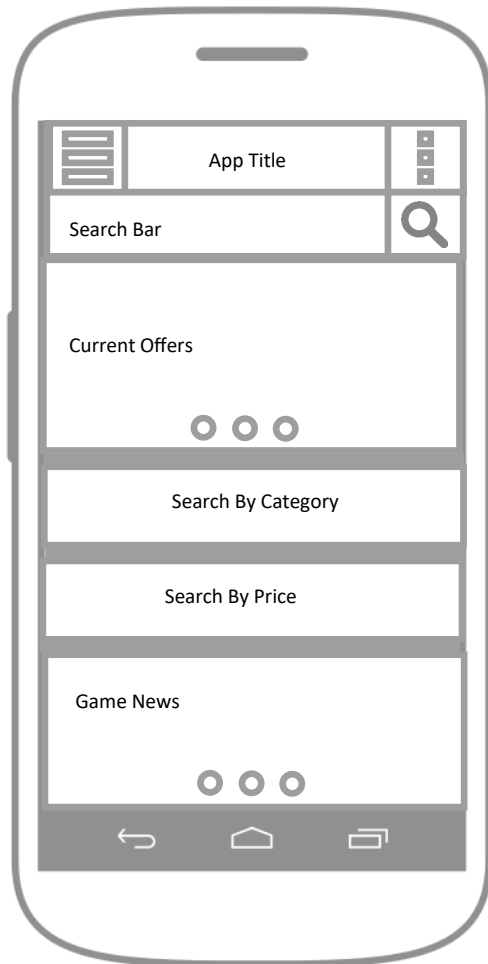 App Title
Search Bar
Current Offers
Search By Category
Search By Price
Game News